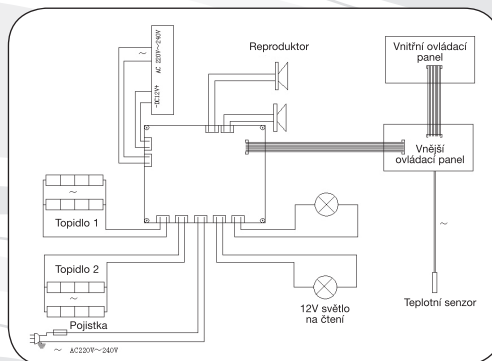 AC 220V～240V
～
-DC12V+
Reproduktor
Vnitřní ovládací
panel
Vnější
ovládací panel
～
Topidlo 1
～
Topidlo 2
～
Pojistka
～ AC220V～240V
12V světlo
na čtení
～
Teplotní senzor